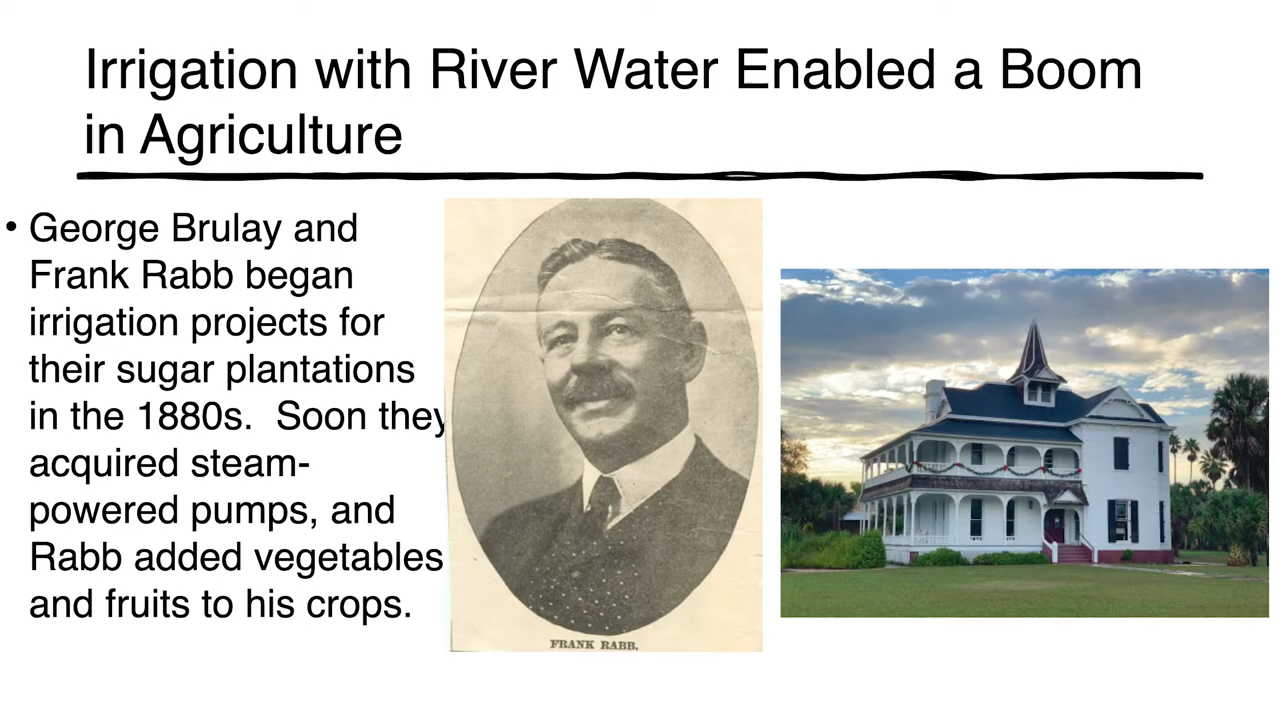 Irrigation with River Water Enabled a Boom
in Agriculture
• George Brulay and
Frank Rabb began
irrigation projects for
their sugar plantations
in the 1880s.  Soon they
acquired steam-
powered pumps, and
Rabb added vegetables
and fruits to his crops.
FRANK RABB.